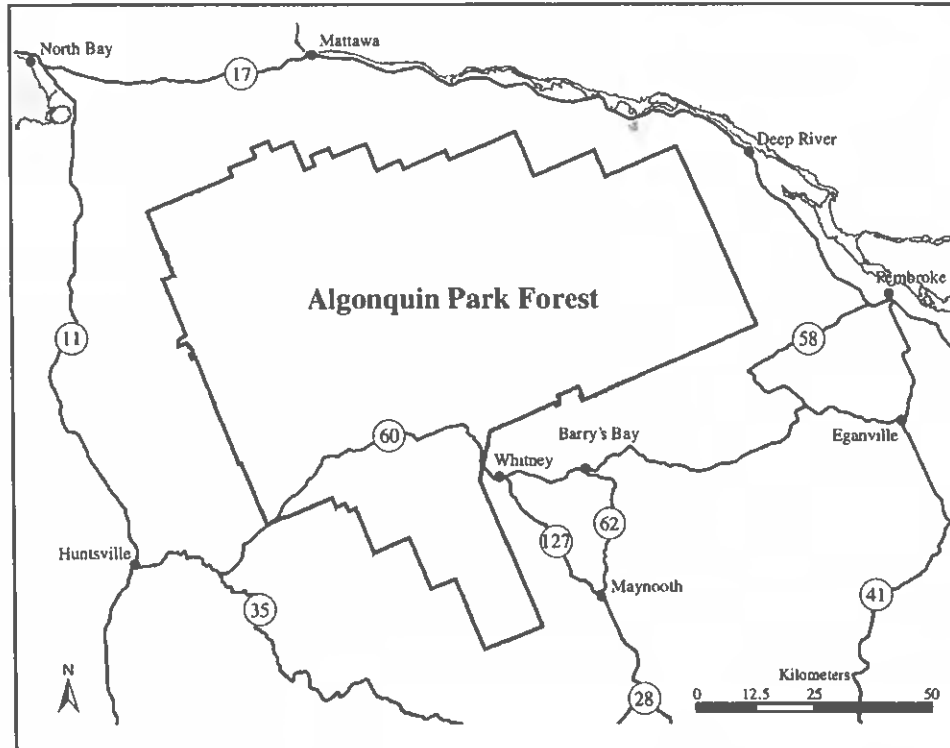 North Bay
Mattawa
17
Deep River
Pembroke
Algonquin Park Forest
11
58
60
Barry's Bay
Eganville
Whitney
62
127
Huntsville
Maynooth
35
41
N
Kilometers
28
0 12.5 25 50